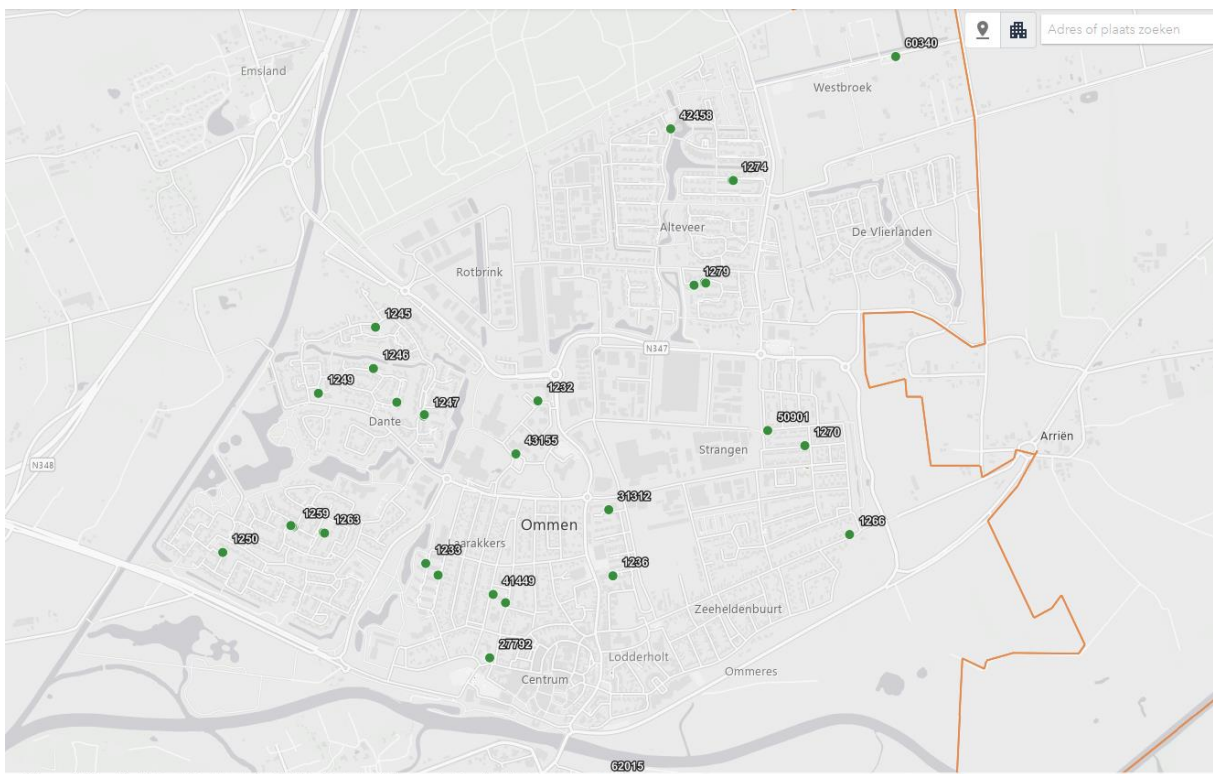 Adres of plaats zoeken
60340
Emsland
Westbroek
42458
1274
Alteveer
De Vlierlanden
Rotbrink
1279
1245
N347
1246
1249
1232
1247
Dante
50901
43155
1270
Strangen
Arriën
N348
31312
1259
1263
Ommen
1266
1250
Laarakkers
1233
1236
41449
Zeeheldenbuurt
27792
Lodderholt
Ommeres
Centrum
62015